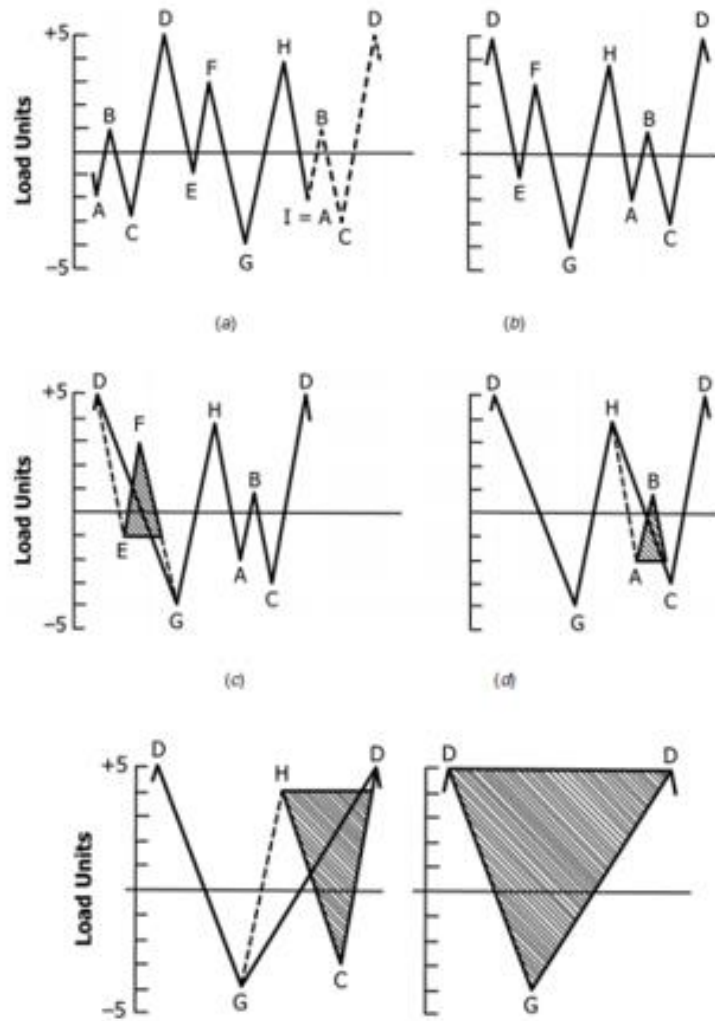 D D D
+5 H H
F F
B B B
Load Units
A E I = A E A
C C C
G G
-5
(a) (b)
D D D D
+5
F H H
B B
Load Units
E A A
C C
G G
-5
(c) (d)
D D D D
+5 H
Load Units
C
G G
-5